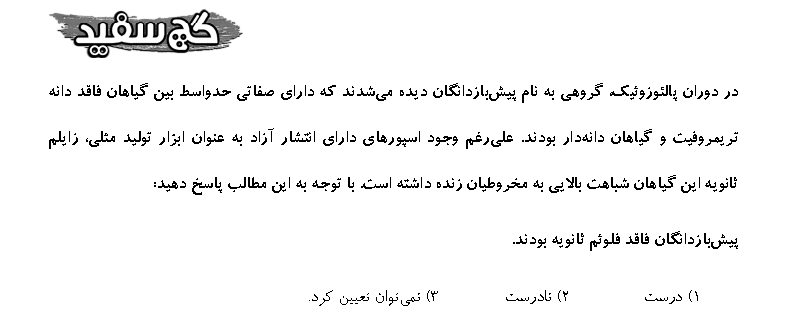 گچ سفید
در دوران پالئوزوئیک، گروهی به نام پیش‌بازدانگان دیده می‌شدند که دارای صفاتی حدواسط بین گیاهان فاقد دانه
تریمروفیت و گیاهان دانه‌دار بودند. علی‌رغم وجود اسپورهای دارای انتشار آزاد به عنوان ابزار تولید مثلی، زایلم
ثانویه این گیاهان شباهت بالایی به مخروطیان زنده داشته است. با توجه به این مطالب پاسخ دهید:
پیش‌بازدانگان فاقد فلوئم ثانویه بودند.
۱) درست ۲) نادرست ۳) نمی‌توان تعیین کرد.